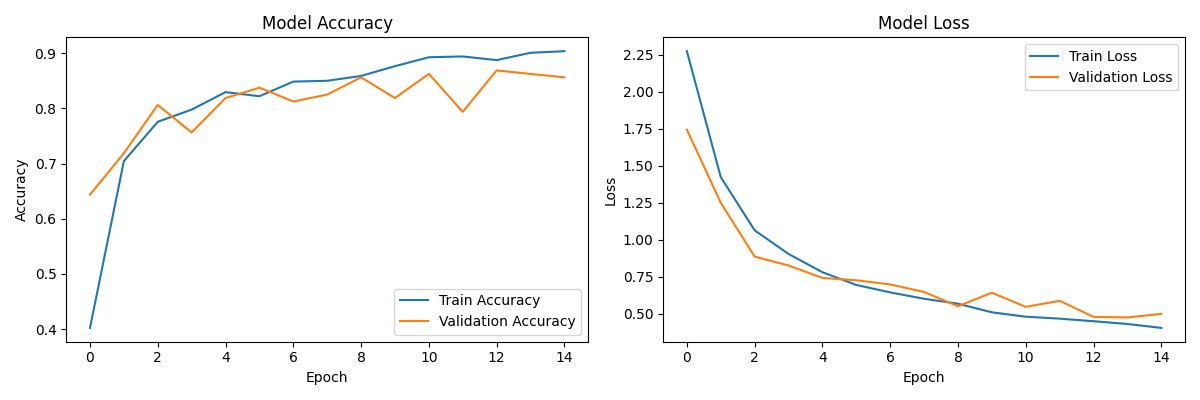 Model Accuracy
0.9
0.8
0.7
0.6
0.5
0.4
Accuracy
0 2 4 6 8 10 12 14
Epoch
Train Accuracy
Validation Accuracy
Model Loss
2.25
2.00
1.75
1.50
1.25
1.00
0.75
0.50
Loss
0 2 4 6 8 10 12 14
Epoch
Train Loss
Validation Loss